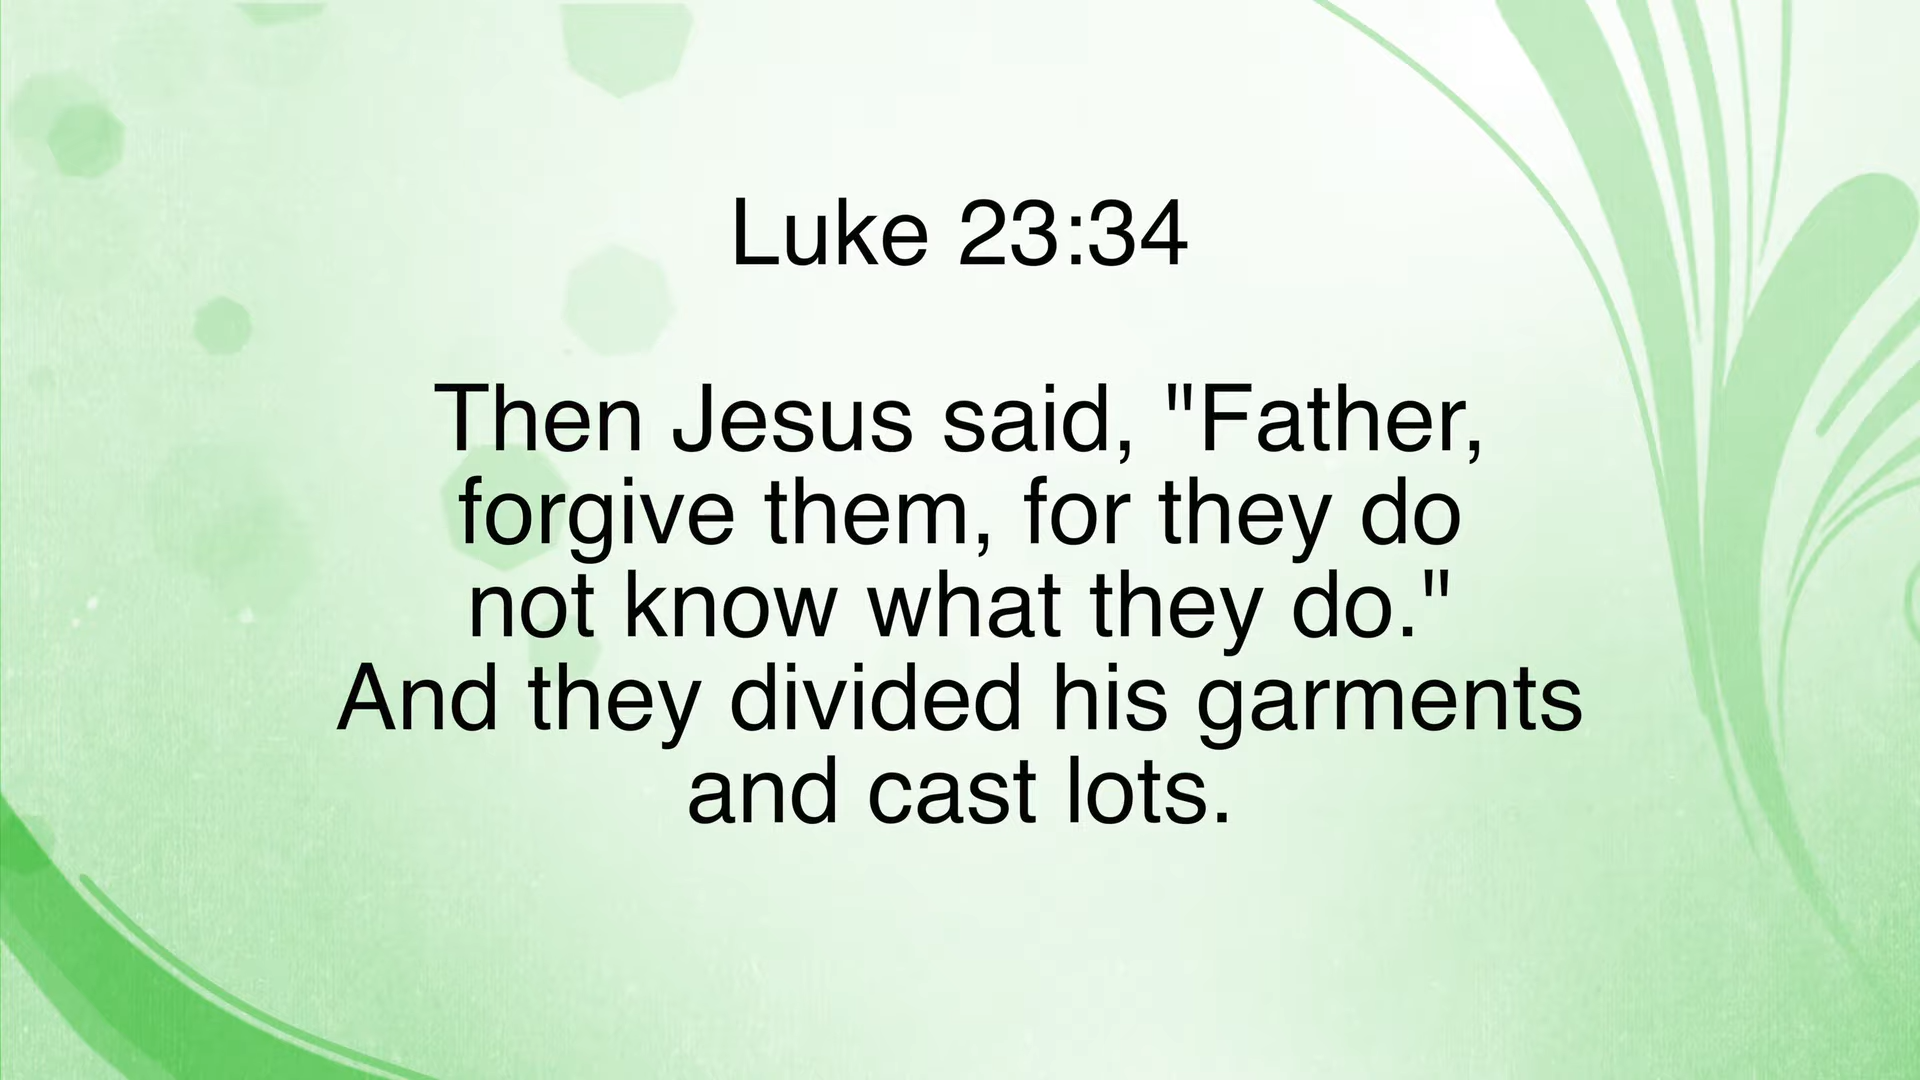 Luke 23:34
Then Jesus said, "Father,
forgive them, for they do
not know what they do."
And they divided his garments
and cast lots.